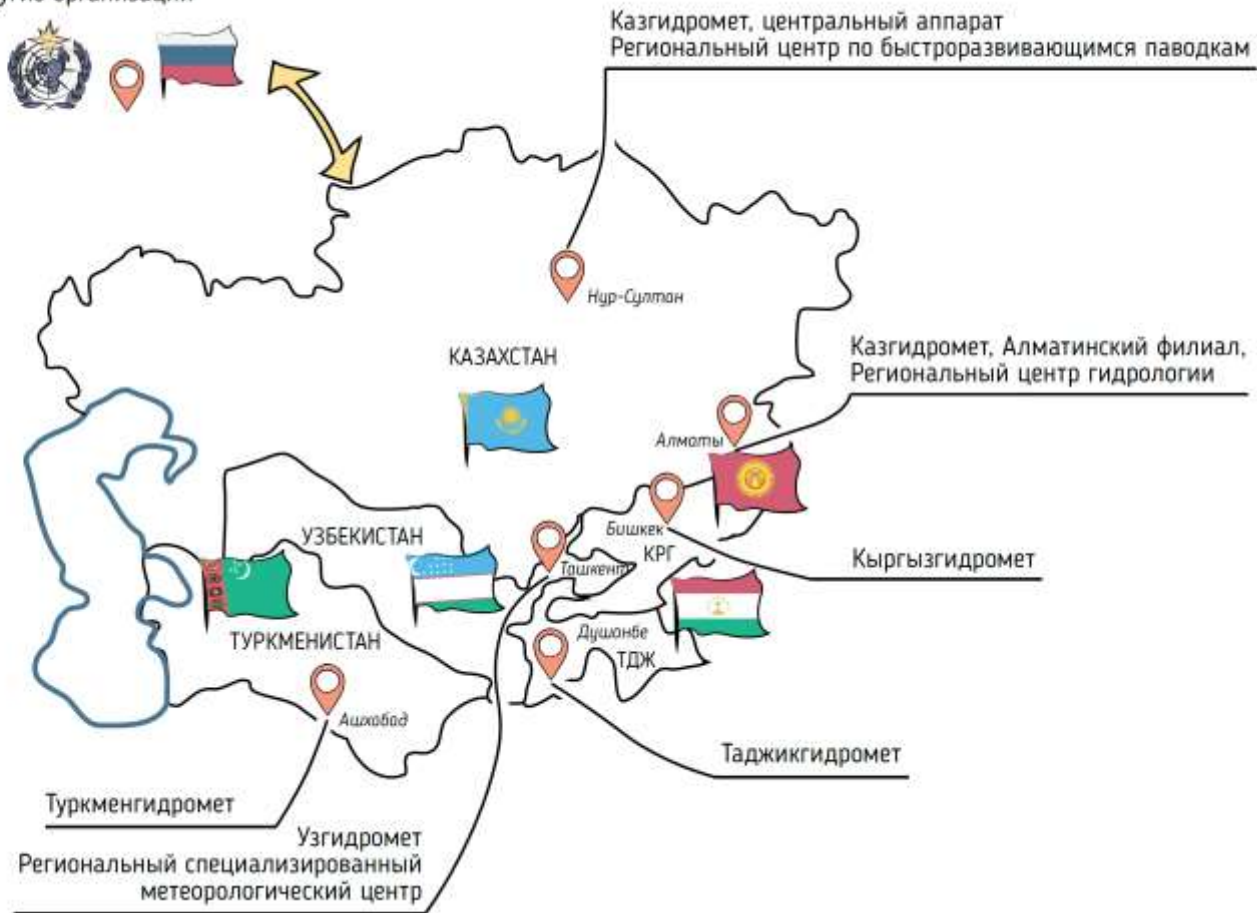 организации
Казгидромет, центральный аппарат
Региональный центр по быстроразвивающимся паводкам
Нур-Султан
КАЗАХСТАН
Казгидромет, Алматинский филиал,
Региональный центр гидрологии
Алматы
Бишкек
УЗБЕКИСТАН
КРГ
Ташкент
Кыргызгидромет
Душанбе
ТУРКМЕНИСТАН
ТДЖ
Ашхабад
Таджикгидромет
Туркменгидромет
Узгидромет
Региональный специализированный
метеорологический центр